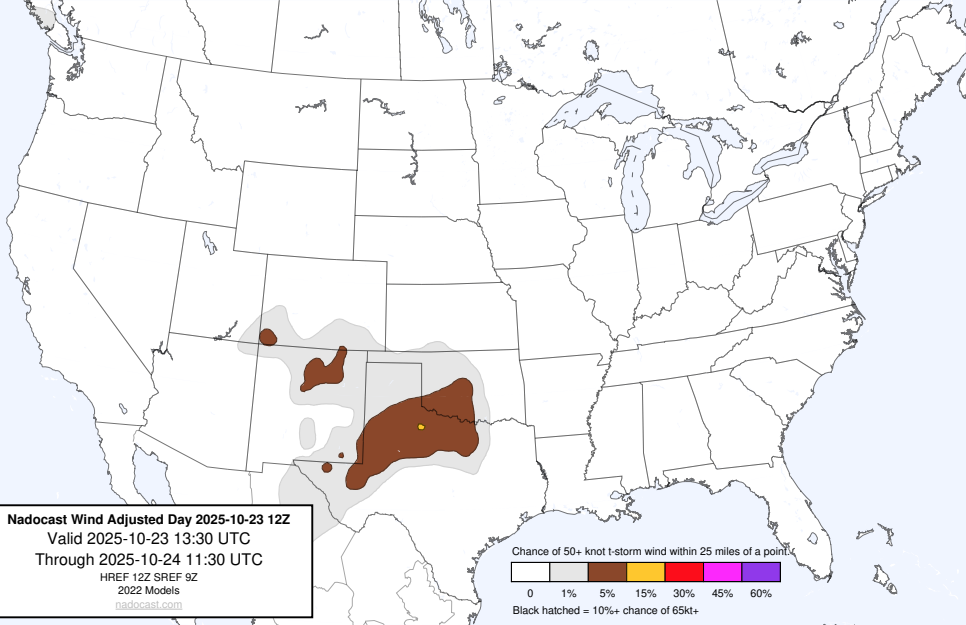 Nadocast Wind Adjusted Day 2025-10-23 12Z
Valid 2025-10-23 13:30 UTC
Through 2025-10-24 11:30 UTC
HREF 12Z SREF 9Z
2022 Models
nadocast.com
Chance of 50+ knot t-storm wind within 25 miles of a point.
0 1% 5% 15% 30% 45% 60%
Black hatched = 10%+ chance of 65kt+